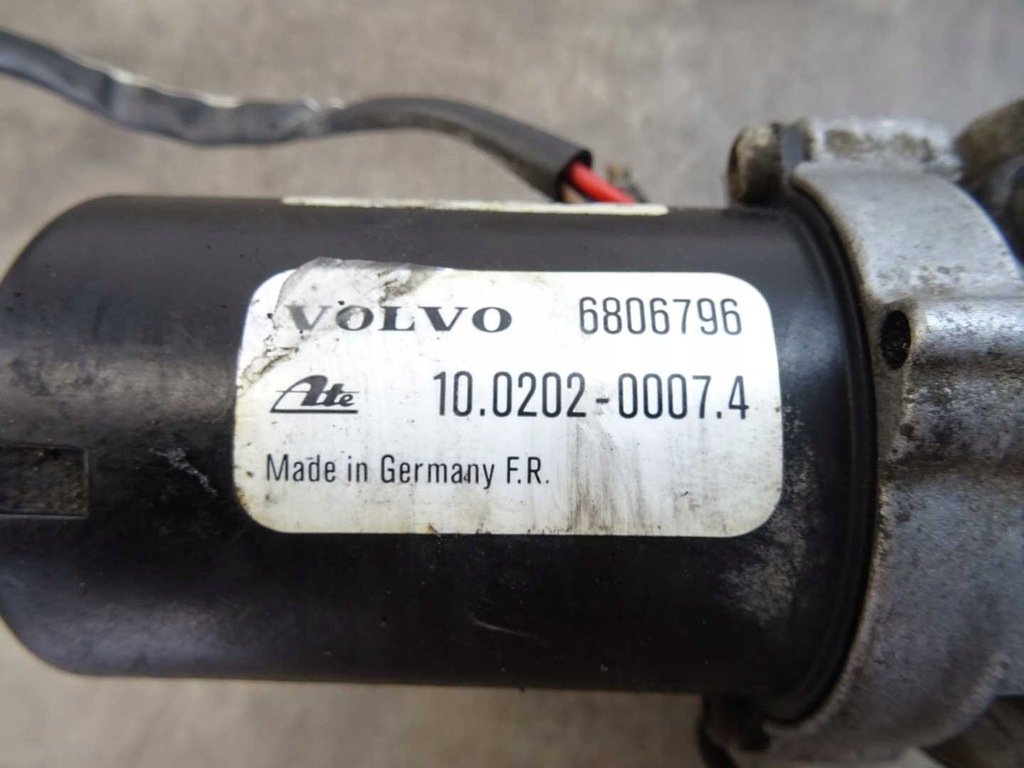 VOLVO 6806796
Ate 10.0202-0007.4
Made in Germany F.R.